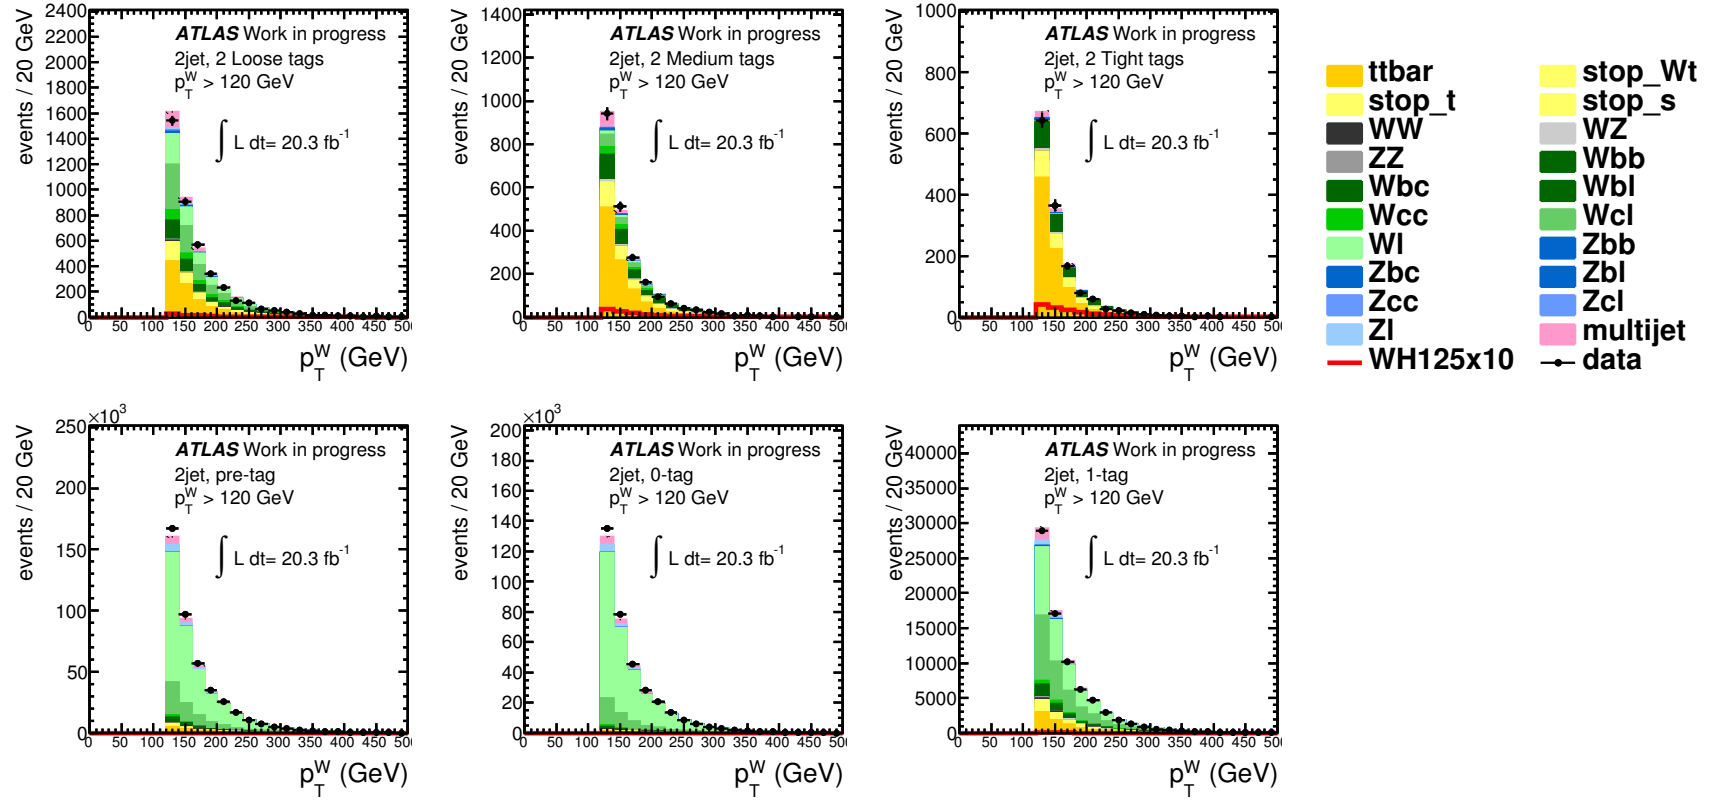 events / 20 GeV
2400
2200
2000
1800
1600
1400
1200
1000
800
600
400
200
0
ATLAS Work in progress
2jet, 2 Loose tags
p_T^W > 120 GeV
∫ L dt= 20.3 fb^-1
0 50 100 150 200 250 300 350 400 450
p_T^W (GeV)
events / 20 GeV
1400
1200
1000
800
600
400
200
0
ATLAS Work in progress
2jet, 2 Medium tags
p_T^W > 120 GeV
∫ L dt= 20.3 fb^-1
0 50 100 150 200 250 300 350 400 450
p_T^W (GeV)
events / 20 GeV
1000
800
600
400
200
0
ATLAS Work in progress
2jet, 2 Tight tags
p_T^W > 120 GeV
∫ L dt= 20.3 fb^-1
0 50 100 150 200 250 300 350 400 450
p_T^W (GeV)
ttbar stop_Wt
stop_t stop_s
WW WZ
ZZ Wbb
Wbc Wbl
Wcc Wcl
Wl Zbb
Zbc Zbl
Zcc Zcl
Zl multijet
WH125x10 data
events / 20 GeV
×10^3
250
200
150
100
50
0
ATLAS Work in progress
2jet, pre-tag
p_T^W > 120 GeV
∫ L dt= 20.3 fb^-1
0 50 100 150 200 250 300 350 400 450
p_T^W (GeV)
events / 20 GeV
×10^3
200
180
160
140
120
100
80
60
40
20
0
ATLAS Work in progress
2jet, 0-tag
p_T^W > 120 GeV
∫ L dt= 20.3 fb^-1
0 50 100 150 200 250 300 350 400 450
p_T^W (GeV)
events / 20 GeV
40000
35000
30000
25000
20000
15000
10000
5000
0
ATLAS Work in progress
2jet, 1-tag
p_T^W > 120 GeV
∫ L dt= 20.3 fb^-1
0 50 100 150 200 250 300 350 400 450
p_T^W (GeV)